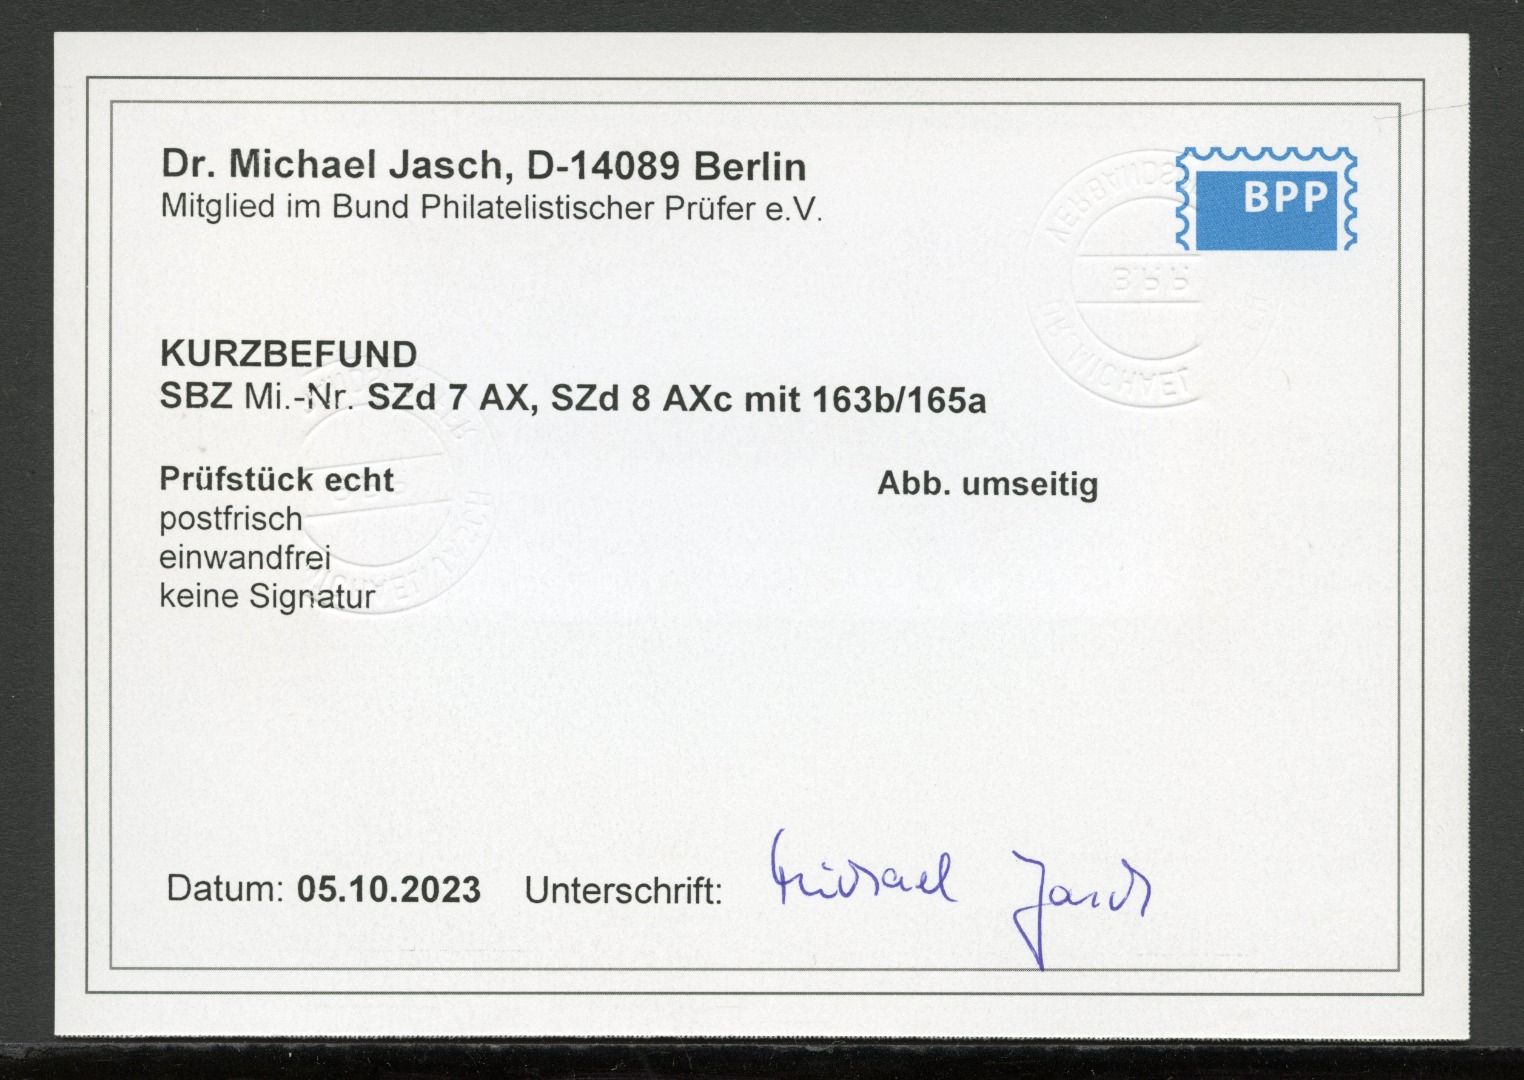 Dr. Michael Jasch, D-14089 Berlin
Mitglied im Bund Philatelistischer Prüfer e.V.
BPP
KURZBEFUND
SBZ Mi.-Nr. SZd 7 AX, SZd 8 AXc mit 163b/165a
Prüfstück echt
Abb. umseitig
postfrisch
einwandfrei
keine Signatur
Datum: 05.10.2023 Unterschrift: Michael Jasch